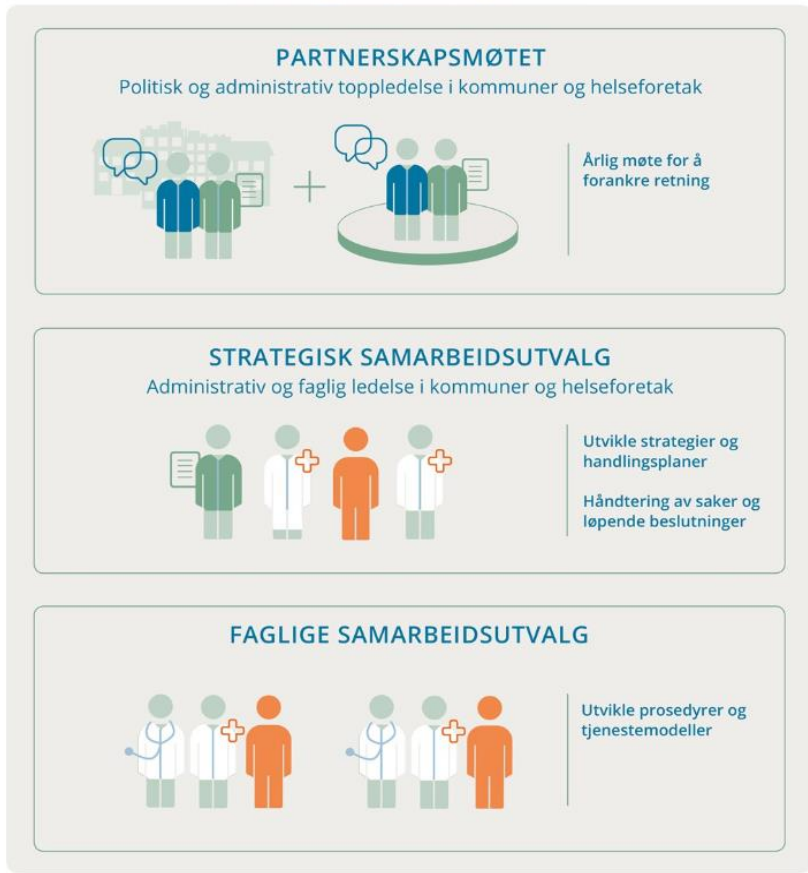 PARTNERSKAPSMØTET
Politisk og administrativ toppledelse i kommuner og helseforetak
Årlig møte for å
forankre retning
STRATEGISK SAMARBEIDSUTVALG
Administrativ og faglig ledelse i kommuner og helseforetak
Utvikle strategier og
handlingsplaner
Håndtering av saker og
løpende beslutninger
FAGLIGE SAMARBEIDSUTVALG
Utvikle prosedyrer og
tjenestemodeller